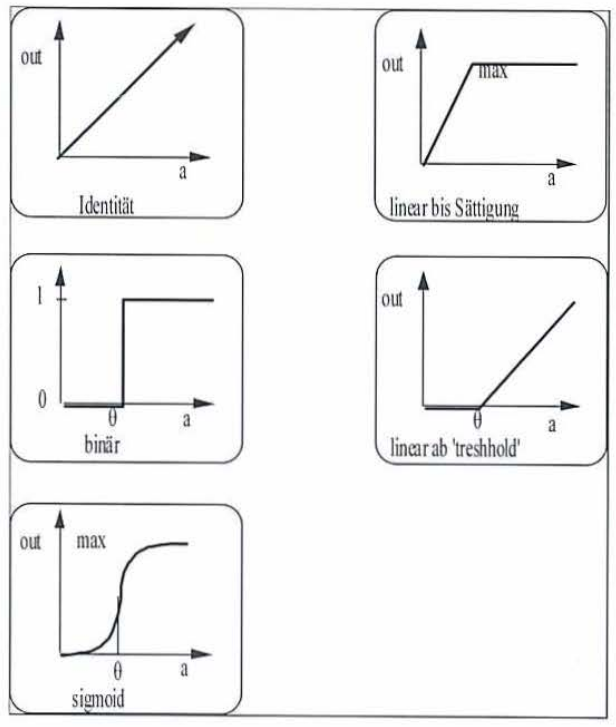 out
a
Identität
out
max
a
linear bis Sättigung
1
0
θ
a
binär
out
θ
a
linear ab 'treshhold'
out
max
θ
a
sigmoid